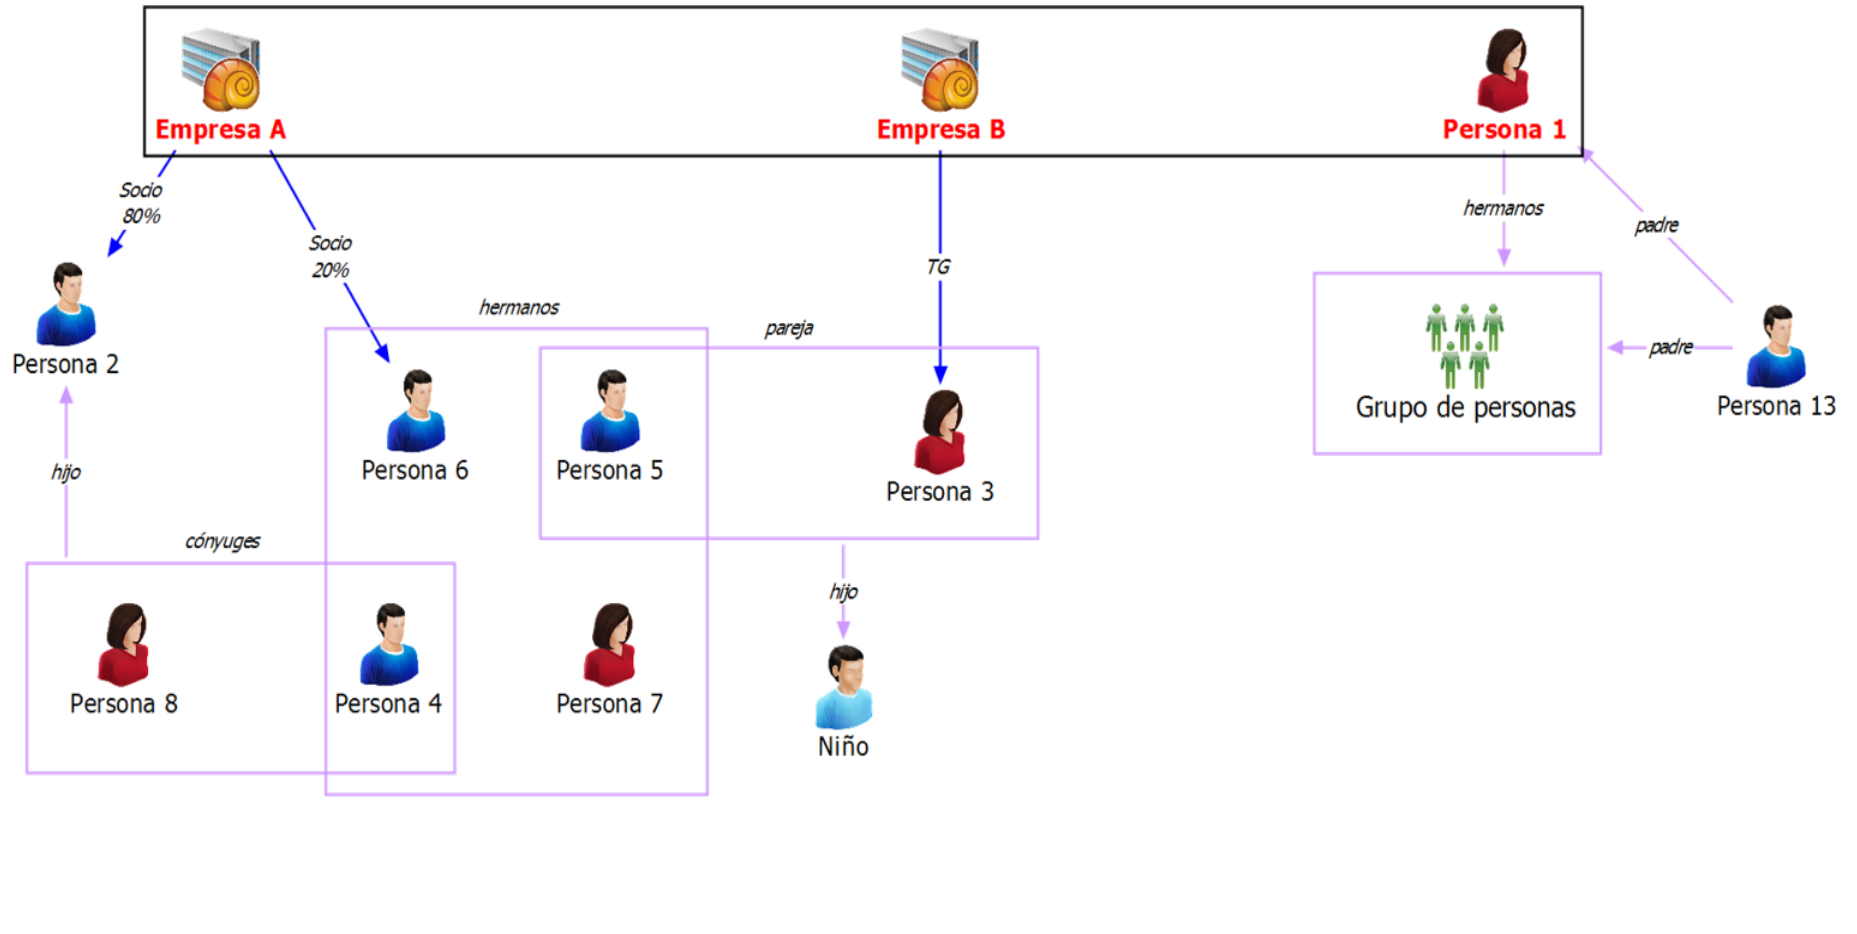 Empresa A
Empresa B
Persona 1
Socio
80%
hermanos
padre
Socio
20%
TG
hermanos
pareja
padre
Persona 2
Grupo de personas
Persona 13
Persona 6
Persona 5
Persona 3
hijo
cónyuges
hijo
Persona 8
Persona 4
Persona 7
Niño